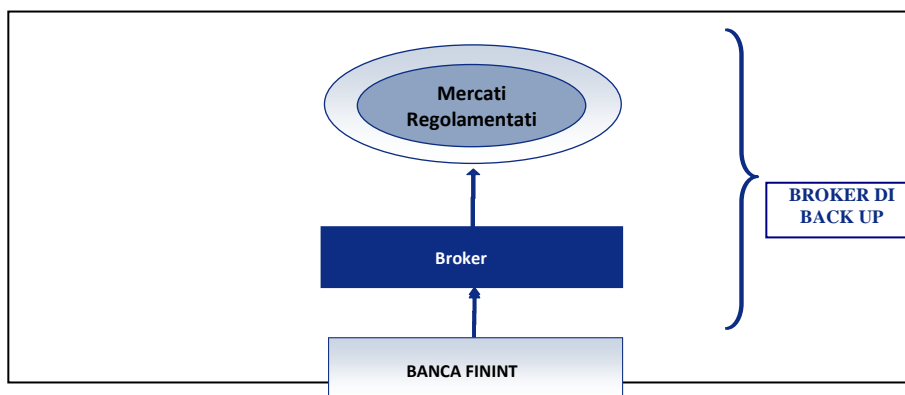 Mercati
Regolamentati
BROKER DI
BACK UP
Broker
BANCA FININT